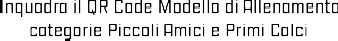 Inquadra il QR Code Modello di Allenamento
categorie Piccoli Amici e Primi Calci